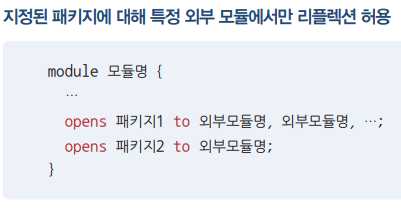 지정된 패키지에 대해 특정 외부 모듈에서만 리플렉션 허용
module 모듈명 {
…
opens 패키지1 to 외부모듈명, 외부모듈명, …;
opens 패키지2 to 외부모듈명;
}